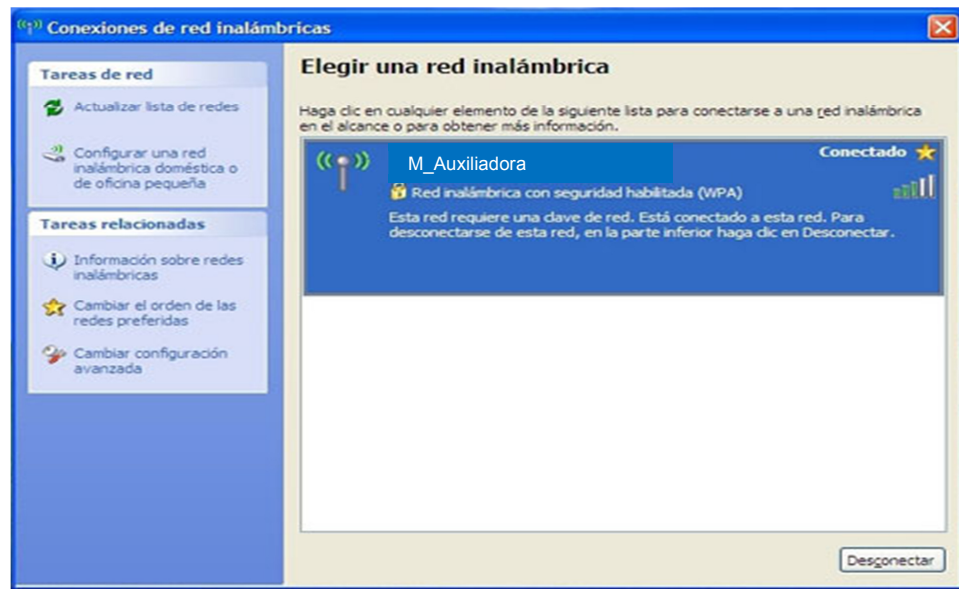 Conexiones de red inalámbricas
Tareas de red
Actualizar lista de redes
Configurar una red
inalámbrica doméstica o
de oficina pequeña
Tareas relacionadas
Información sobre redes
inalámbricas
Cambiar el orden de las
redes preferidas
Cambiar configuración
avanzada
Elegir una red inalámbrica
Haga clic en cualquier elemento de la siguiente lista para conectarse a una red inalámbrica
en el alcance o para obtener más información.
M_Auxiliadora
Conectado
Red inalámbrica con seguridad habilitada (WPA)
Esta red requiere una clave de red. Está conectado a esta red. Para
desconectarse de esta red, en la parte inferior haga clic en Desconectar.
Desconectar